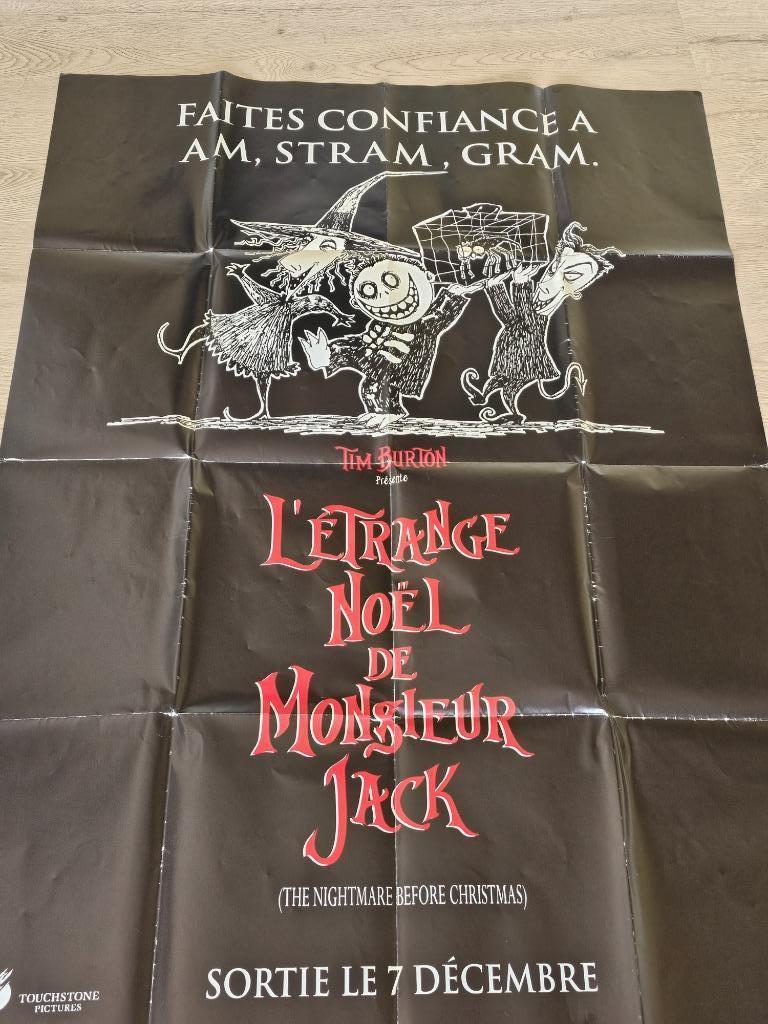 FAITES CONFIANCE A
AM, STRAM, GRAM.
TIM BURTON
Présente
L'ÉTRANGE
NOËL
DE
MONSIEUR
JACK
(THE NIGHTMARE BEFORE CHRISTMAS)
SORTIE LE 7 DÉCEMBRE
TOUCHSTONE
PICTURES